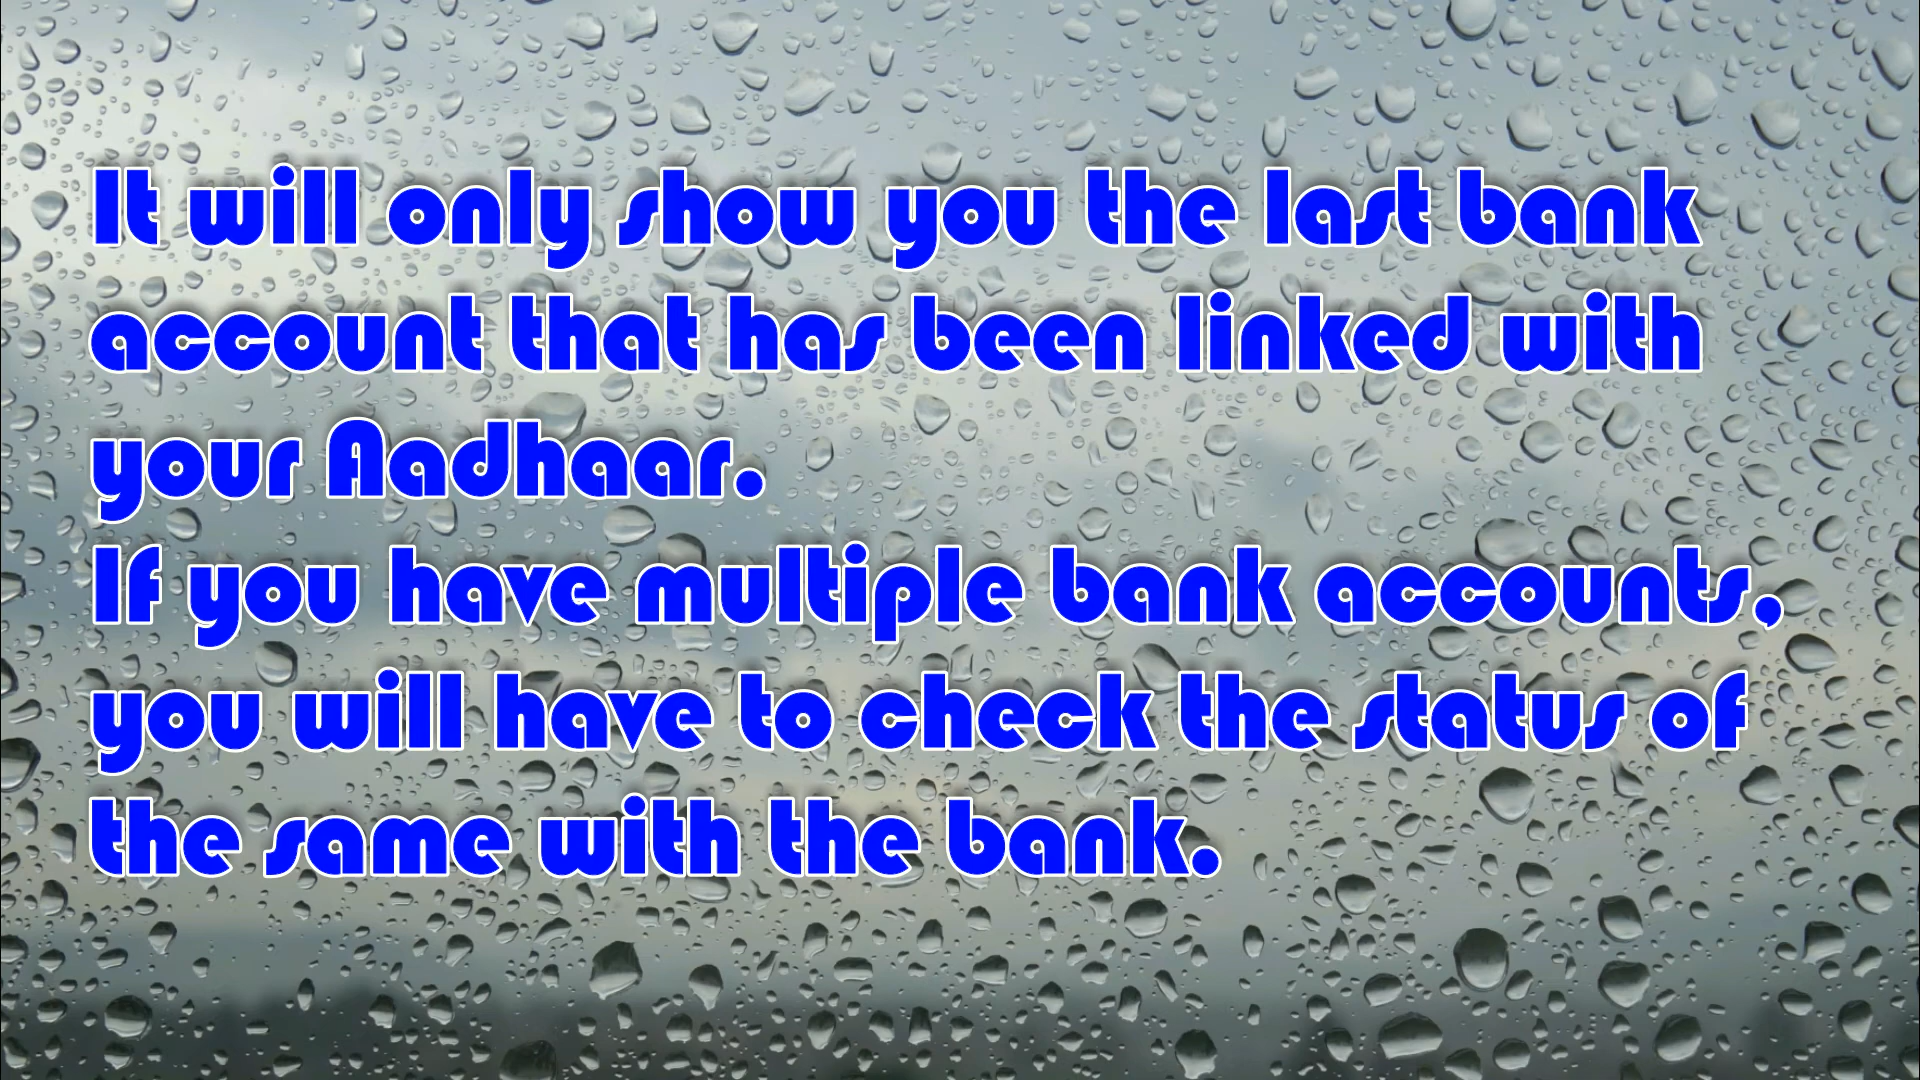 It will only show you the last bank
account that has been linked with
your Aadhaar.
If you have multiple bank accounts,
you will have to check the status of
the same with the bank.